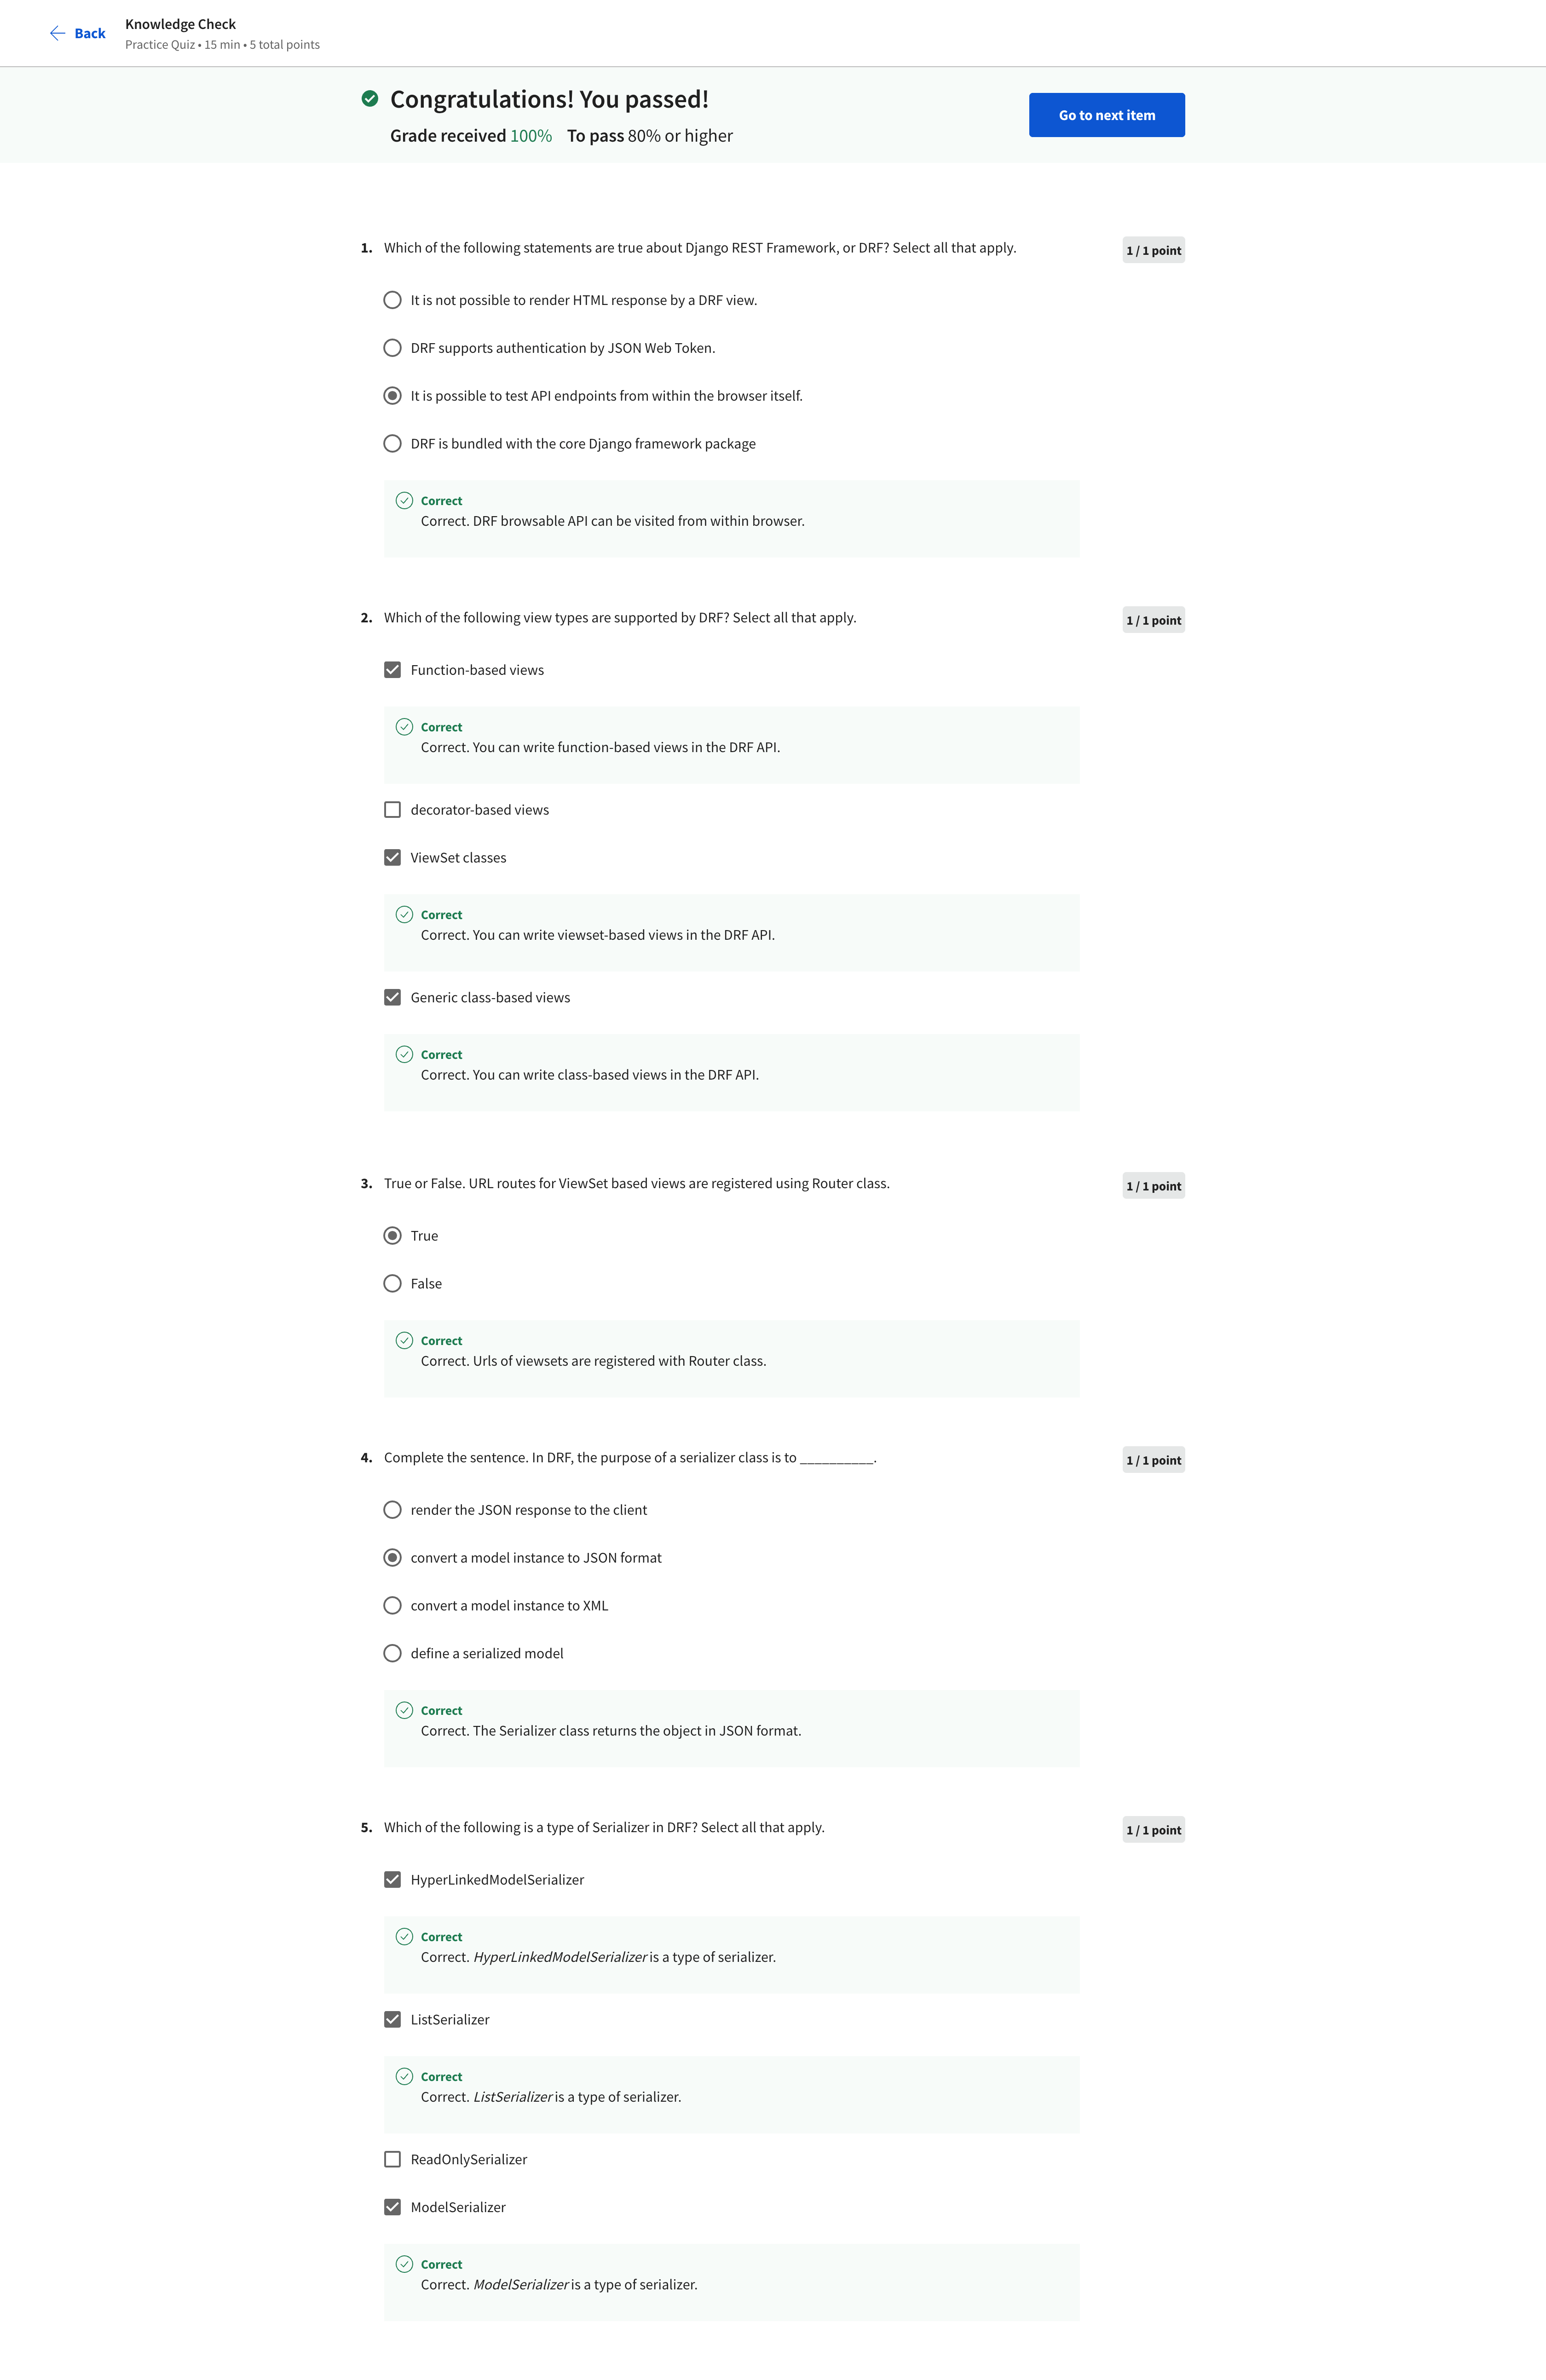 Back
Knowledge Check
Practice Quiz • 15 min • 5 total points
Congratulations! You passed!
Grade received 100% To pass 80% or higher
Go to next item
1. Which of the following statements are true about Django REST Framework, or DRF? Select all that apply.
1 / 1 point
It is not possible to render HTML response by a DRF view.
DRF supports authentication by JSON Web Token.
It is possible to test API endpoints from within the browser itself.
DRF is bundled with the core Django framework package
Correct
Correct. DRF browsable API can be visited from within browser.
2. Which of the following view types are supported by DRF? Select all that apply.
1 / 1 point
Function-based views
Correct
Correct. You can write function-based views in the DRF API.
decorator-based views
ViewSet classes
Correct
Correct. You can write viewset-based views in the DRF API.
Generic class-based views
Correct
Correct. You can write class-based views in the DRF API.
3. True or False. URL routes for ViewSet based views are registered using Router class.
1 / 1 point
True
False
Correct
Correct. Urls of viewsets are registered with Router class.
4. Complete the sentence. In DRF, the purpose of a serializer class is to __________.
1 / 1 point
render the JSON response to the client
convert a model instance to JSON format
convert a model instance to XML
define a serialized model
Correct
Correct. The Serializer class returns the object in JSON format.
5. Which of the following is a type of Serializer in DRF? Select all that apply.
1 / 1 point
HyperLinkedModelSerializer
Correct
Correct. HyperLinkedModelSerializer is a type of serializer.
ListSerializer
Correct
Correct. ListSerializer is a type of serializer.
ReadOnlySerializer
ModelSerializer
Correct
Correct. ModelSerializer is a type of serializer.